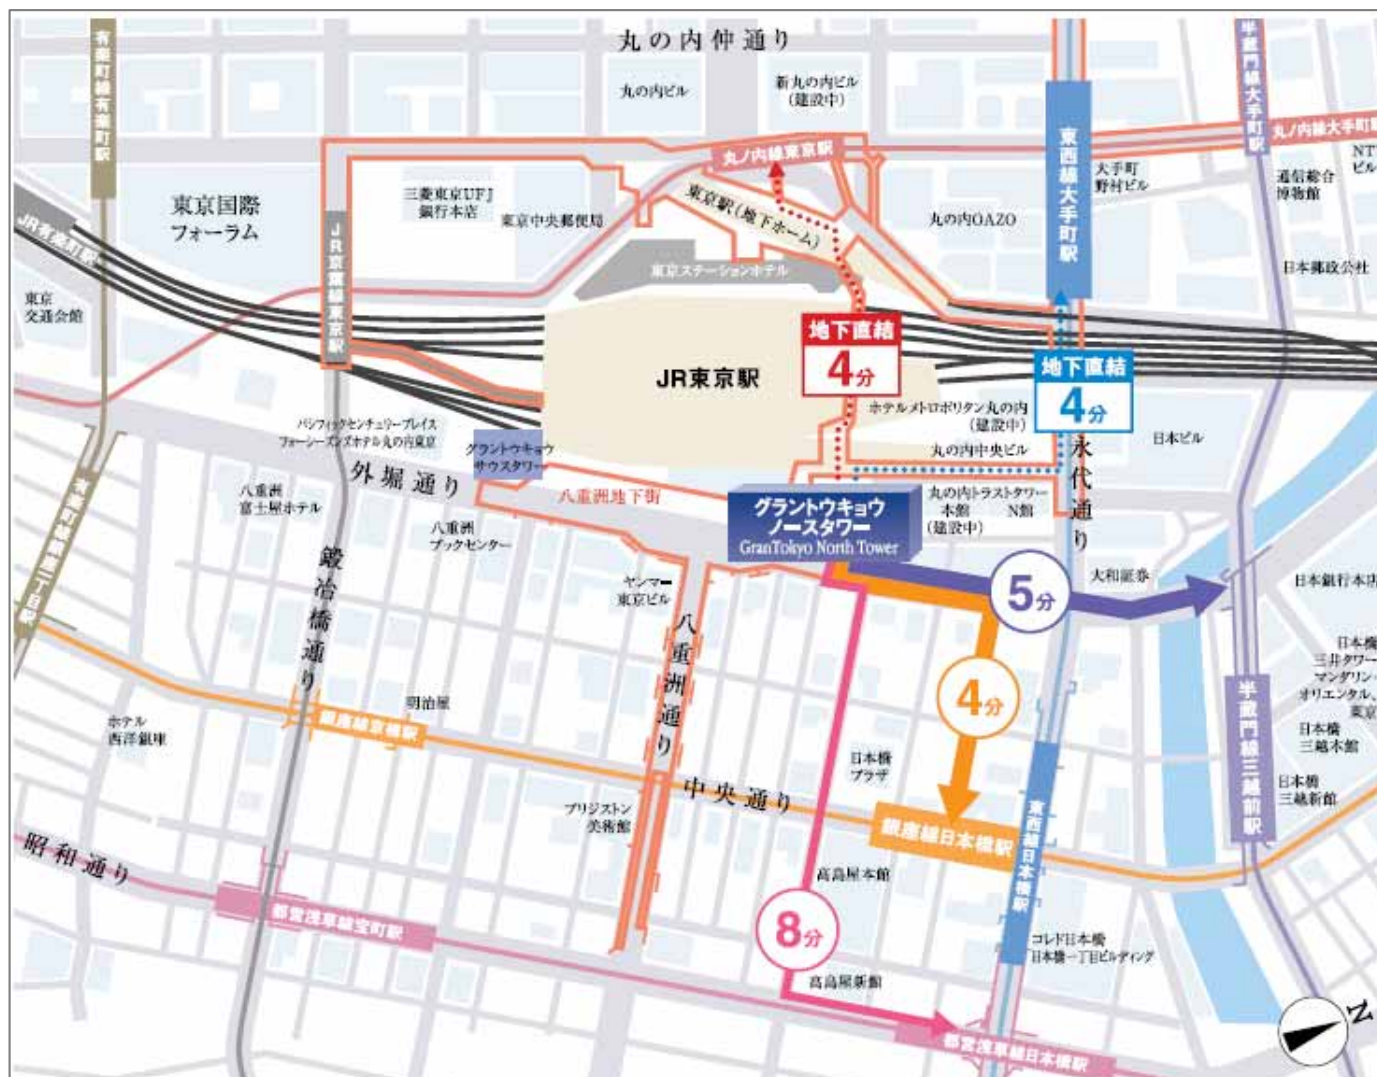 丸の内仲通り
有楽町線有楽町駅
丸の内ビル
新丸の内ビル
(建設中)
東西線大手町駅
半蔵門線大手町駅
丸ノ内線大手町駅
丸ノ内線東京駅
大手町
野村ビル
通信総合
博物館
NTT
ビル
東京国際
フォーラム
三菱東京UFJ
銀行本店
東京中央郵便局
東京駅(地下ホーム)
丸の内OAZO
JR有楽町駅
JR京葉線東京駅
東京ステーションホテル
日本郵政公社
東京
交通会館
地下直結
4分
地下直結
4分
JR東京駅
ホテルメトロポリタン丸の内
(建設中)
丸の内中央ビル
日本ビル
永代通り
パシフィックセンチュリープレイス
フォーシーズンズホテル丸の内東京
グラントウキョウ
サウスタワー
外堀通り
八重洲地下街
八重洲
富士屋ホテル
八重洲
ブックセンター
グラントウキョウ
ノースタワー
GranTokyo North Tower
丸の内トラストタワー
本館 N館
(建設中)
有楽町線銀座一丁目駅
鍛冶橋通り
ヤンマー
東京ビル
八重洲通り
5分
大和証券
日本銀行本店
日本橋
三井タワー
マンダリン・
オリエンタル、
東京
4分
半蔵門線三越前駅
日本橋
三越本館
日本橋
三越新館
ホテル
西洋銀座
銀座線京橋駅
明治屋
中央通り
日本橋
プラザ
銀座線日本橋駅
東西線日本橋駅
ブリジストン
美術館
昭和通り
都営浅草線宝町駅
高島屋本館
8分
高島屋新館
コレド日本橋
日本橋一丁目ビルディング
都営浅草線日本橋駅
N